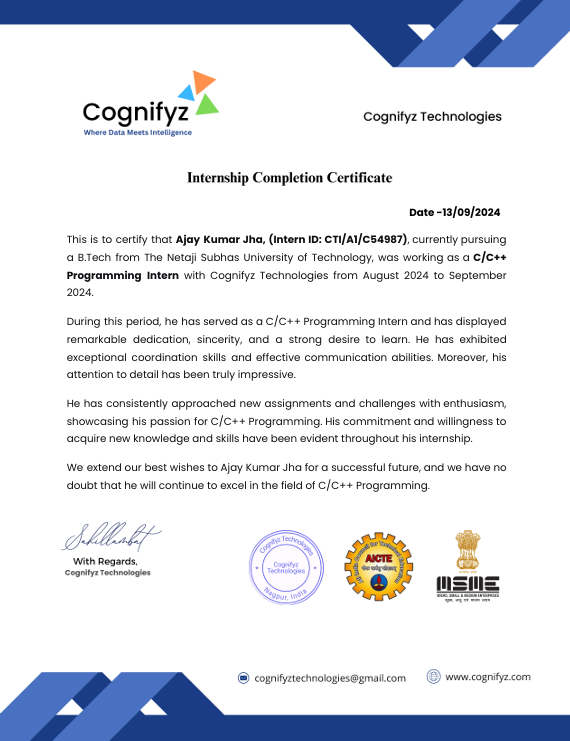 Cognifyz
Where Data Meets Intelligence
Cognifyz Technologies
Internship Completion Certificate
Date -13/09/2024
This is to certify that Ajay Kumar Jha, (Intern ID: CTI/A1/C54987), currently pursuing
a B.Tech from The Netaji Subhas University of Technology, was working as a C/C++
Programming Intern with Cognifyz Technologies from August 2024 to September
2024.
During this period, he has served as a C/C++ Programming Intern and has displayed
remarkable dedication, sincerity, and a strong desire to learn. He has exhibited
exceptional coordination skills and effective communication abilities. Moreover, his
attention to detail has been truly impressive.
He has consistently approached new assignments and challenges with enthusiasm,
showcasing his passion for C/C++ Programming. His commitment and willingness to
acquire new knowledge and skills have been evident throughout his internship.
We extend our best wishes to Ajay Kumar Jha for a successful future, and we have no
doubt that he will continue to excel in the field of C/C++ Programming.
With Regards,
Cognifyz Technologies
Cognifyz Technologies
Cognifyz
Technologies
Nagpur, India
AICTE
MSME
MICRO, SMALL & MEDIUM ENTERPRISES
cognifyztechnologies@gmail.com
www.cognifyz.com